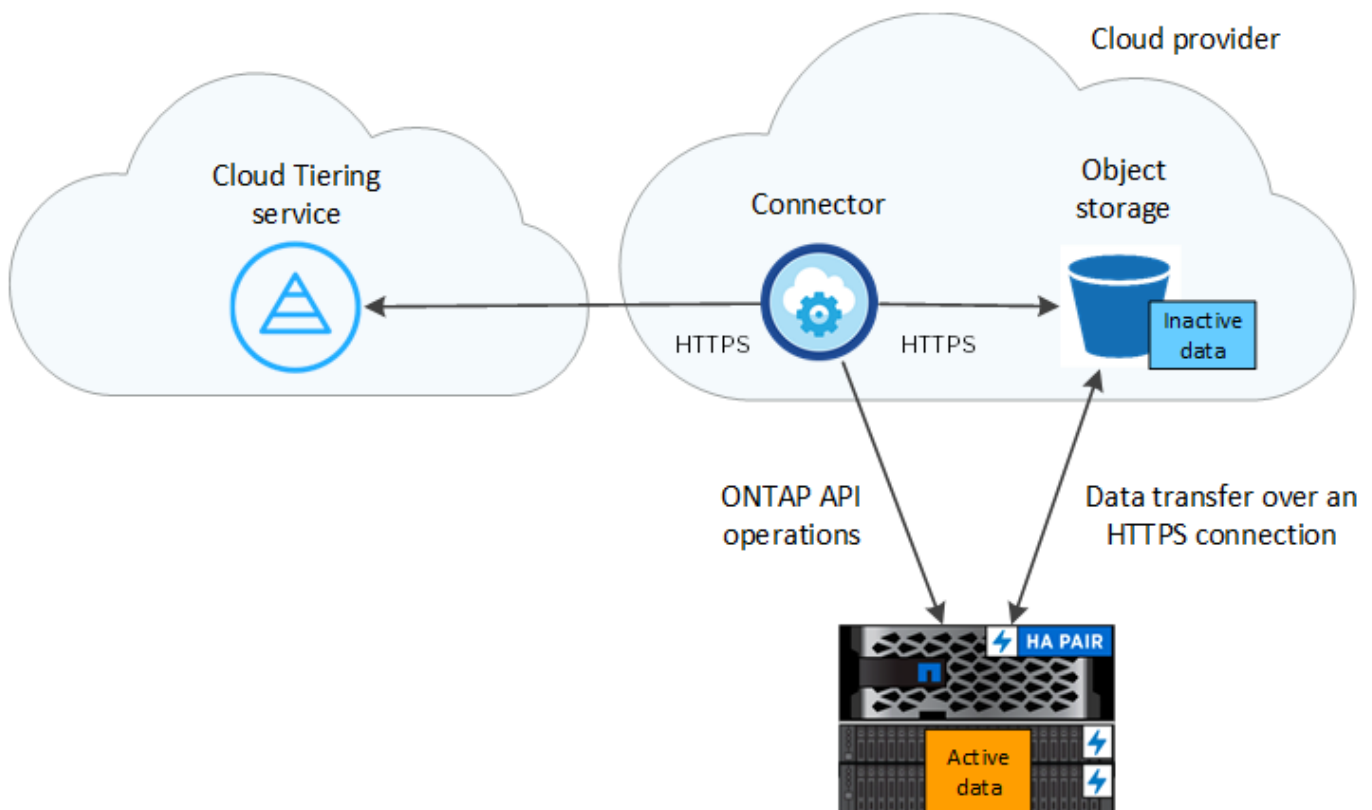 Cloud provider
Cloud Tiering
service
Connector
Object
storage
Inactive
data
HTTPS
HTTPS
ONTAP API
operations
Data transfer over an
HTTPS connection
HA PAIR
Active
data